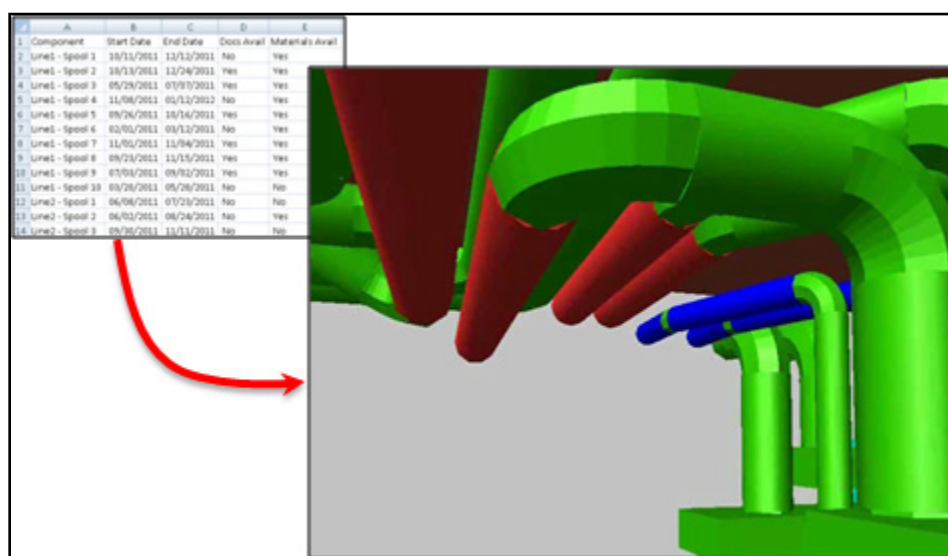 A B C D E
1 Component Start Date End Date Docs Avail Materials Avail
2 Line1 - Spool 1 10/11/2011 12/12/2011 No Yes
3 Line1 - Spool 2 10/13/2011 12/24/2011 Yes Yes
4 Line1 - Spool 3 05/29/2011 07/07/2011 Yes Yes
5 Line1 - Spool 4 11/08/2011 01/12/2012 No Yes
6 Line1 - Spool 5 09/26/2011 10/16/2011 Yes Yes
7 Line1 - Spool 6 02/01/2011 03/12/2011 No Yes
8 Line1 - Spool 7 11/01/2011 11/04/2011 Yes Yes
9 Line1 - Spool 8 09/23/2011 11/15/2011 Yes Yes
10 Line1 - Spool 9 07/03/2011 09/02/2011 Yes Yes
11 Line1 - Spool 10 03/28/2011 05/28/2011 No No
12 Line2 - Spool 1 06/08/2011 07/23/2011 No No
13 Line2 - Spool 2 06/02/2011 08/24/2011 No Yes
14 Line2 - Spool 3 09/30/2011 11/11/2011 No No